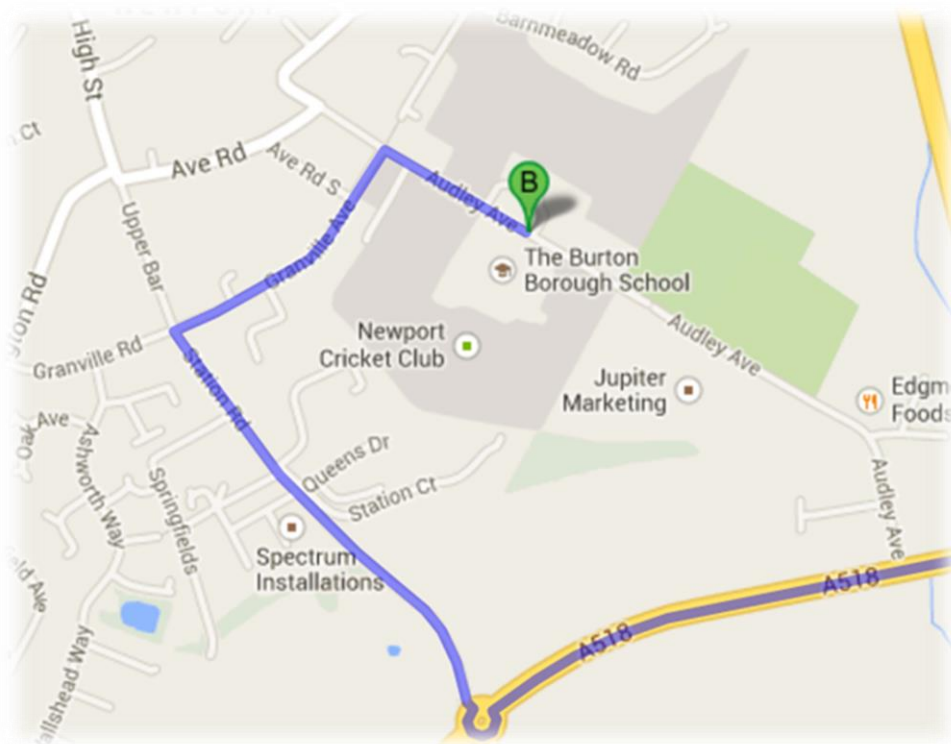 High St
Barnmeadow Rd
Ct
Ave Rd
Ave Rd S
Audley Ave
B
Upper Bar
Granville Ave
The Burton
Borough School
Granville Rd
Newport
Cricket Club
Audley Ave
Jupiter
Marketing
Edgm
Foods
Station Rd
Oak Ave
Ashworth Way
Springfields
Queens Dr
Station Ct
Audley Ave
Spectrum
Installations
A518
A518
Ave